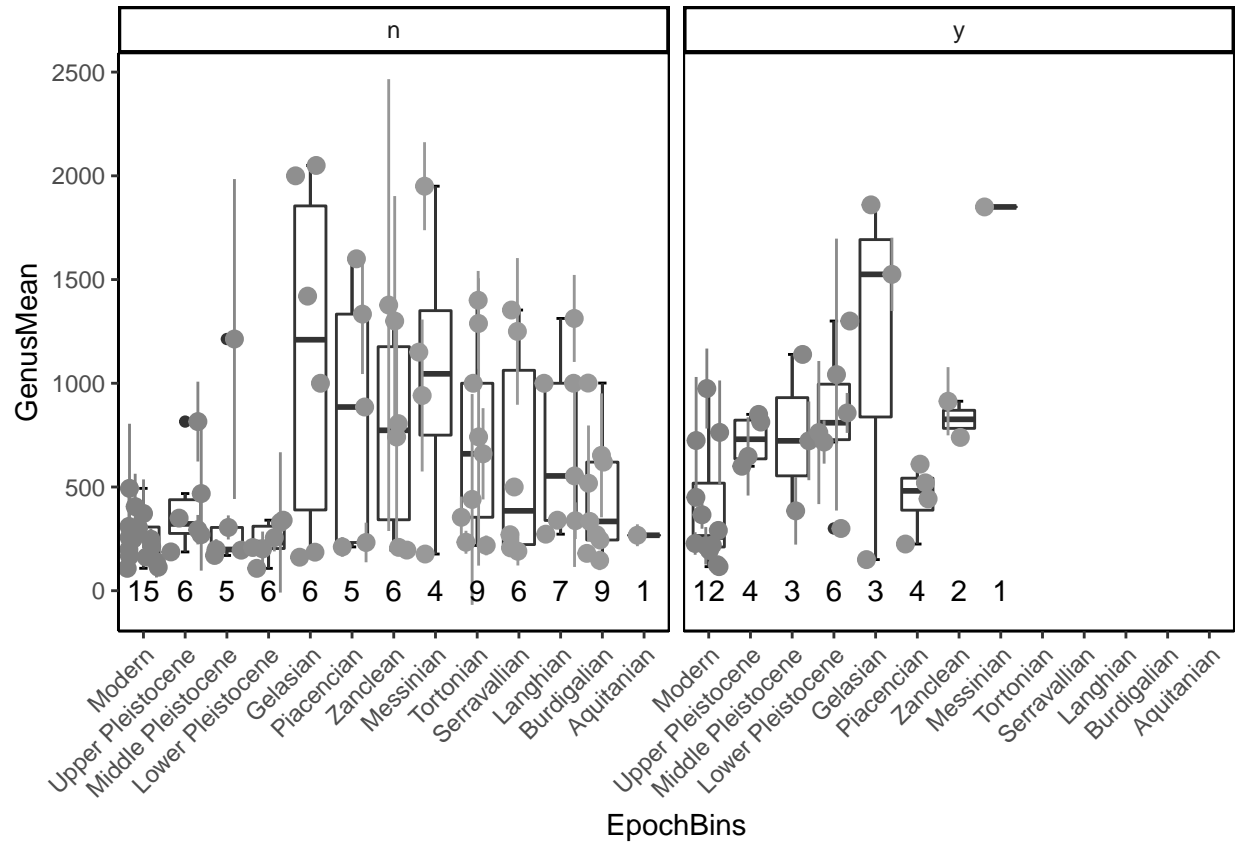 n y
2500
2000
1500
1000
500
0
GenusMean
15 6 5 6 6 5 6 4 9 6 7 9 1
12 4 3 6 3 4 2 1
Modern
Upper Pleistocene
Middle Pleistocene
Lower Pleistocene
Gelasian
Piacencian
Zanclean
Messinian
Tortonian
Serravallian
Langhian
Burdigalian
Aquitanian
Modern
Upper Pleistocene
Middle Pleistocene
Lower Pleistocene
Gelasian
Piacencian
Zanclean
Messinian
Tortonian
Serravallian
Langhian
Burdigalian
Aquitanian
EpochBins